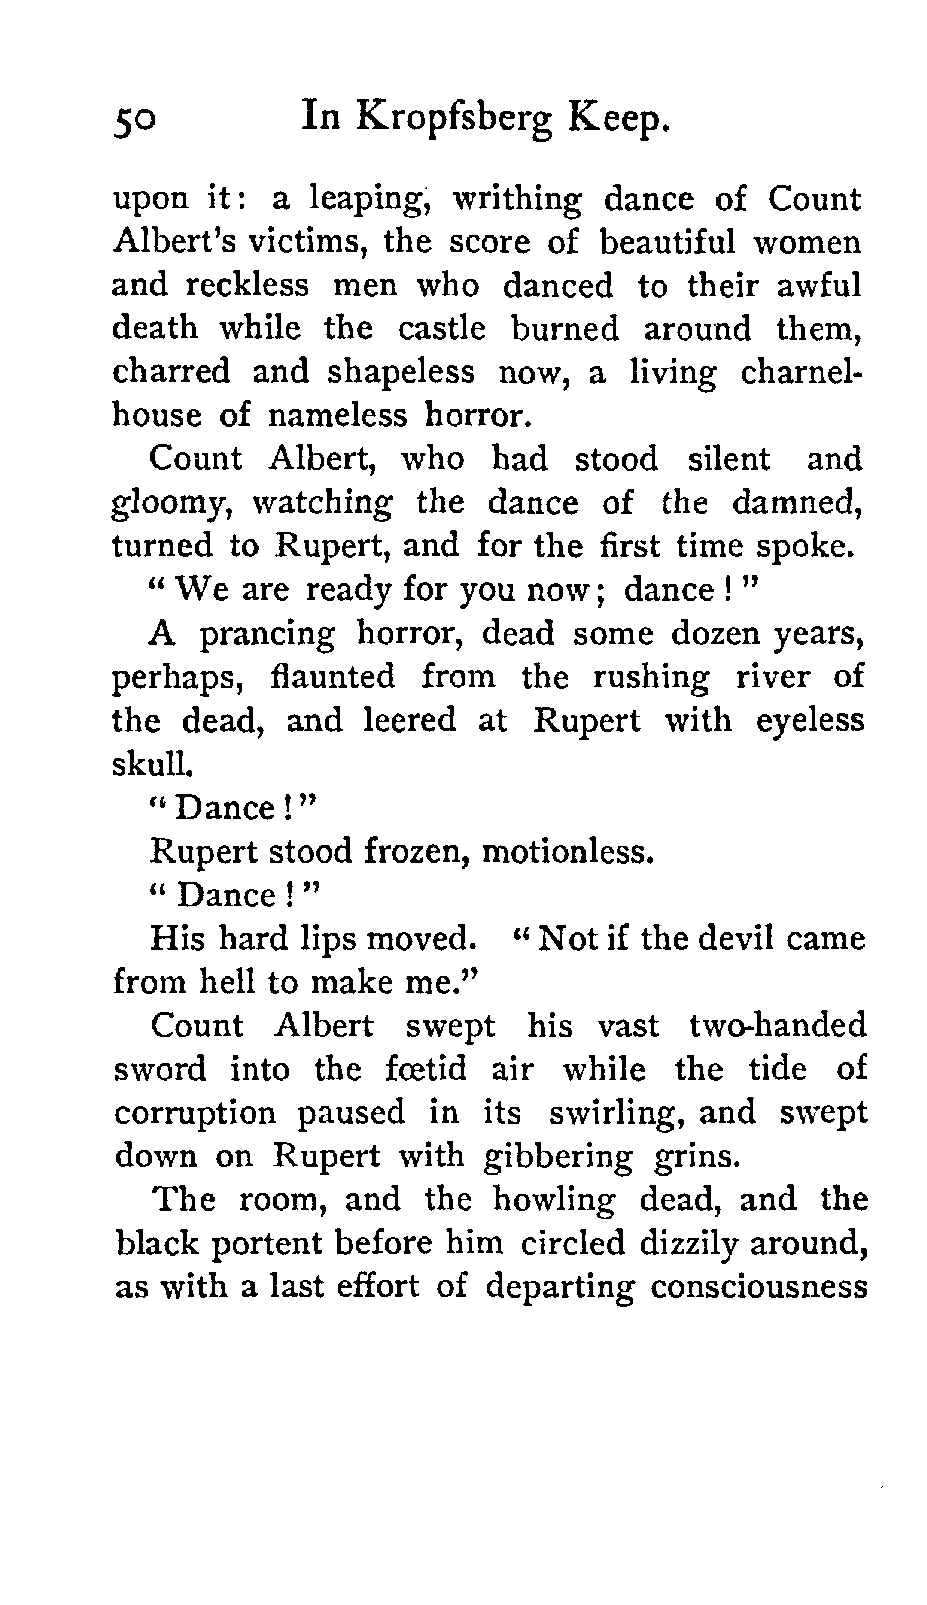 50 In Kropfsberg Keep.
upon it: a leaping, writhing dance of Count
Albert's victims, the score of beautiful women
and reckless men who danced to their awful
death while the castle burned around them,
charred and shapeless now, a living charnel-
house of nameless horror.
Count Albert, who had stood silent and
gloomy, watching the dance of the damned,
turned to Rupert, and for the first time spoke.
" We are ready for you now; dance ! "
A prancing horror, dead some dozen years,
perhaps, flaunted from the rushing river of
the dead, and leered at Rupert with eyeless
skull.
" Dance ! "
Rupert stood frozen, motionless.
" Dance ! "
His hard lips moved. " Not if the devil came
from hell to make me."
Count Albert swept his vast two-handed
sword into the fœtid air while the tide of
corruption paused in its swirling, and swept
down on Rupert with gibbering grins.
The room, and the howling dead, and the
black portent before him circled dizzily around,
as with a last effort of departing consciousness